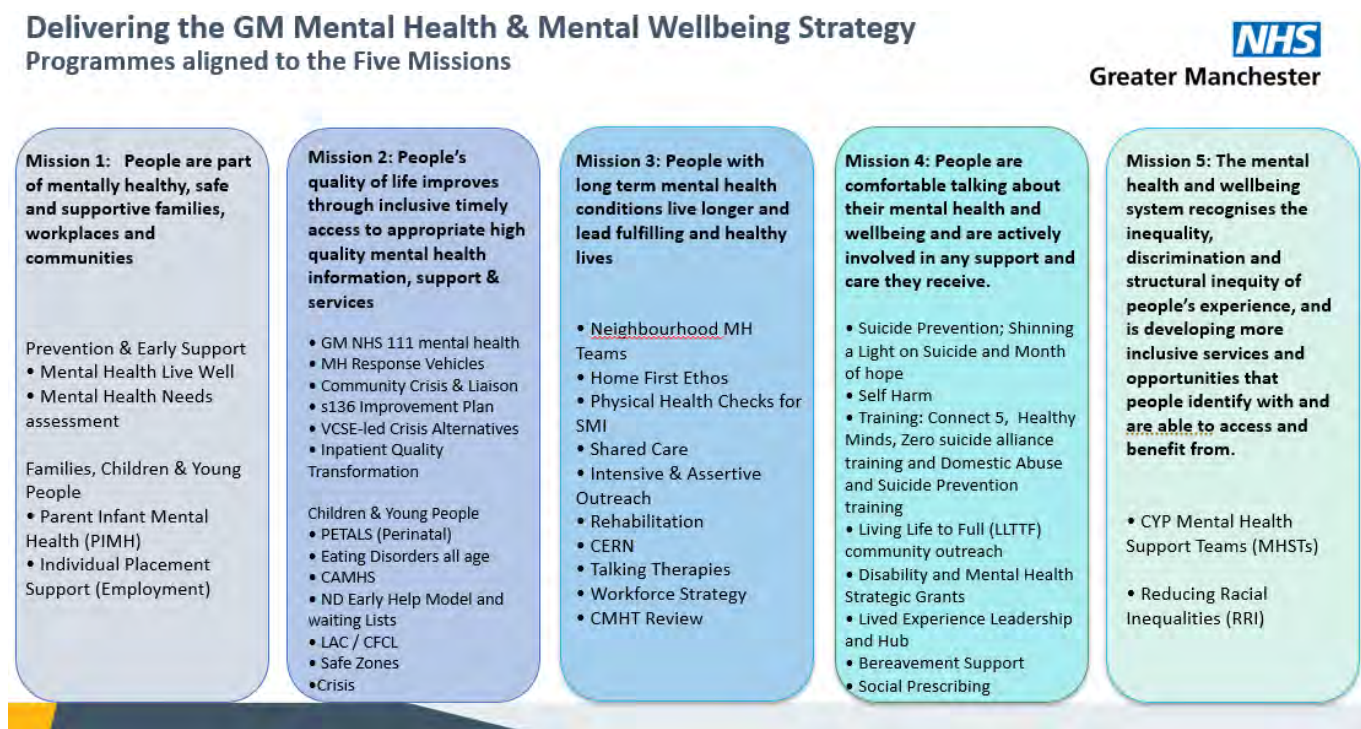 Delivering the GM Mental Health & Mental Wellbeing Strategy
Programmes aligned to the Five Missions
NHS
Greater Manchester
Mission 1: People are part
of mentally healthy, safe
and supportive families,
workplaces and
communities
Prevention & Early Support
• Mental Health Live Well
• Mental Health Needs
assessment
Families, Children & Young
People
• Parent Infant Mental
Health (PIMH)
• Individual Placement
Support (Employment)
Mission 2: People's
quality of life improves
through inclusive timely
access to appropriate high
quality mental health
information, support &
services
• GM NHS 111 mental health
• MH Response Vehicles
• Community Crisis & Liaison
• s136 Improvement Plan
• VCSE-led Crisis Alternatives
• Inpatient Quality
Transformation
Children & Young People
• PETALS (Perinatal)
• Eating Disorders all age
• CAMHS
• ND Early Help Model and
waiting Lists
• LAC / CFCL
• Safe Zones
•Crisis
Mission 3: People with
long term mental health
conditions live longer and
lead fulfilling and healthy
lives
• Neighbourhood MH
Teams
• Home First Ethos
• Physical Health Checks for
SMI
• Shared Care
• Intensive & Assertive
Outreach
• Rehabilitation
• CERN
• Talking Therapies
• Workforce Strategy
• CMHT Review
Mission 4: People are
comfortable talking about
their mental health and
wellbeing and are actively
involved in any support and
care they receive.
• Suicide Prevention; Shinning
a Light on Suicide and Month
of hope
• Self Harm
• Training: Connect 5, Healthy
Minds, Zero suicide alliance
training and Domestic Abuse
and Suicide Prevention
training
• Living Life to Full (LLTTF)
community outreach
• Disability and Mental Health
Strategic Grants
• Lived Experience Leadership
and Hub
• Bereavement Support
• Social Prescribing
Mission 5: The mental
health and wellbeing
system recognises the
inequality,
discrimination and
structural inequity of
people's experience, and
is developing more
inclusive services and
opportunities that
people identify with and
are able to access and
benefit from.
• CYP Mental Health
Support Teams (MHSTs)
• Reducing Racial
Inequalities (RRI)